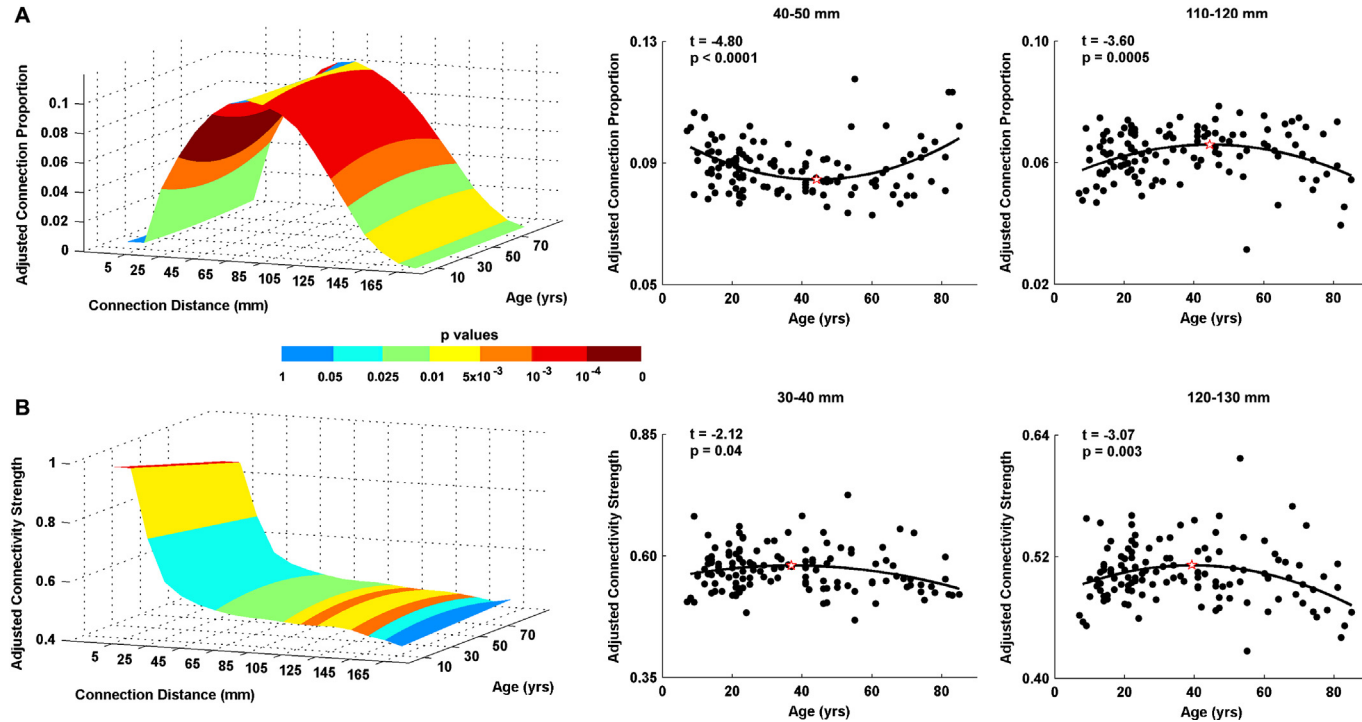 A
40-50 mm
110-120 mm
Adjusted Connection Proportion
0.1
0.08
0.06
0.04
0.02
0
5
25
45
65
85
105
125
145
165
Connection Distance (mm)
10
30
50
70
Age (yrs)
t = -4.80
p < 0.0001
Adjusted Connection Proportion
0.13
0.09
0.05
0
20
40
60
80
Age (yrs)
t = -3.60
p = 0.0005
Adjusted Connection Proportion
0.10
0.06
0.02
0
20
40
60
80
Age (yrs)
p values
1
0.05
0.025
0.01
5x10-3
10-3
10-4
0
B
30-40 mm
120-130 mm
Adjusted Connectivity Strength
1
0.8
0.6
0.4
5
25
45
65
85
105
125
145
165
Connection Distance (mm)
10
30
50
70
Age (yrs)
t = -2.12
p = 0.04
Adjusted Connectivity Strength
0.85
0.60
0.35
0
20
40
60
80
Age (yrs)
t = -3.07
p = 0.003
Adjusted Connectivity Strength
0.64
0.52
0.40
0
20
40
60
80
Age (yrs)